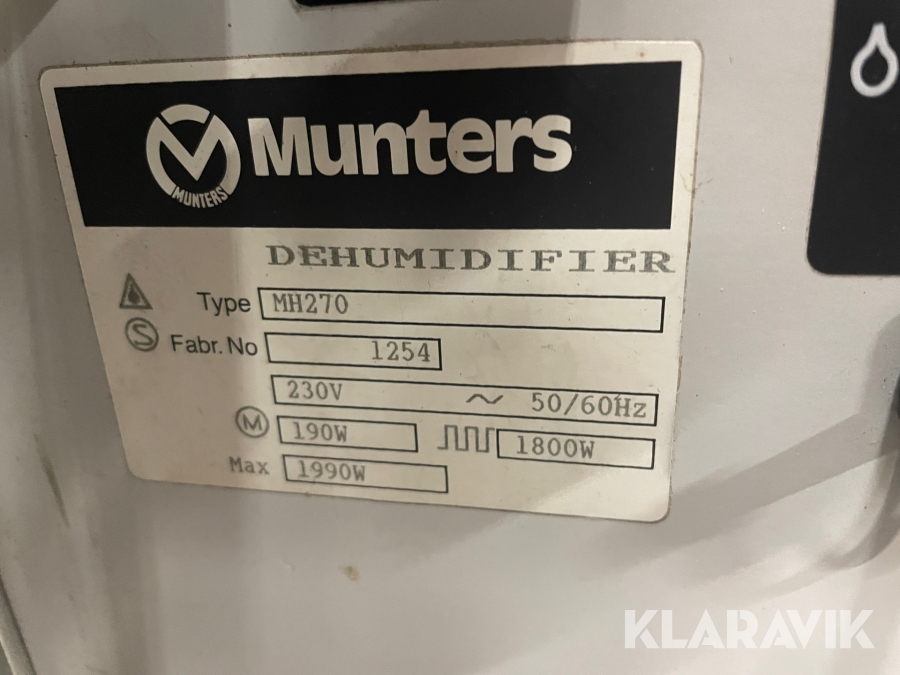 Munters
MUNTERS
DEHUMIDIFIER
Type MH270
S Fabr.No 1254
230V ~ 50/60Hz
M 190W 1800W
Max 1990W
KLARAVIK